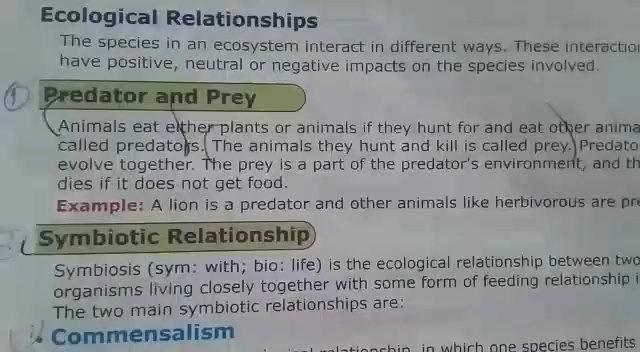 Ecological Relationships
The species in an ecosystem interact in different ways. These
have positive, neutral or negative impacts on the species involved.
1 Predator and Prey
Animals eat either plants or animals if they hunt for and eat other
called predators. The animals they hunt and kill is called prey.
evolve together. The prey is a part of the predator's environment, and
dies if it does not get food.
Example: A lion is a predator and other animals like herbivorous are
Symbiotic Relationship
Symbiosis (sym: with; bio: life) is the ecological relationship between two
organisms living closely together with some form of feeding relationship
The two main symbiotic relationships are:
Commensalism
relationship, in which one species benefits